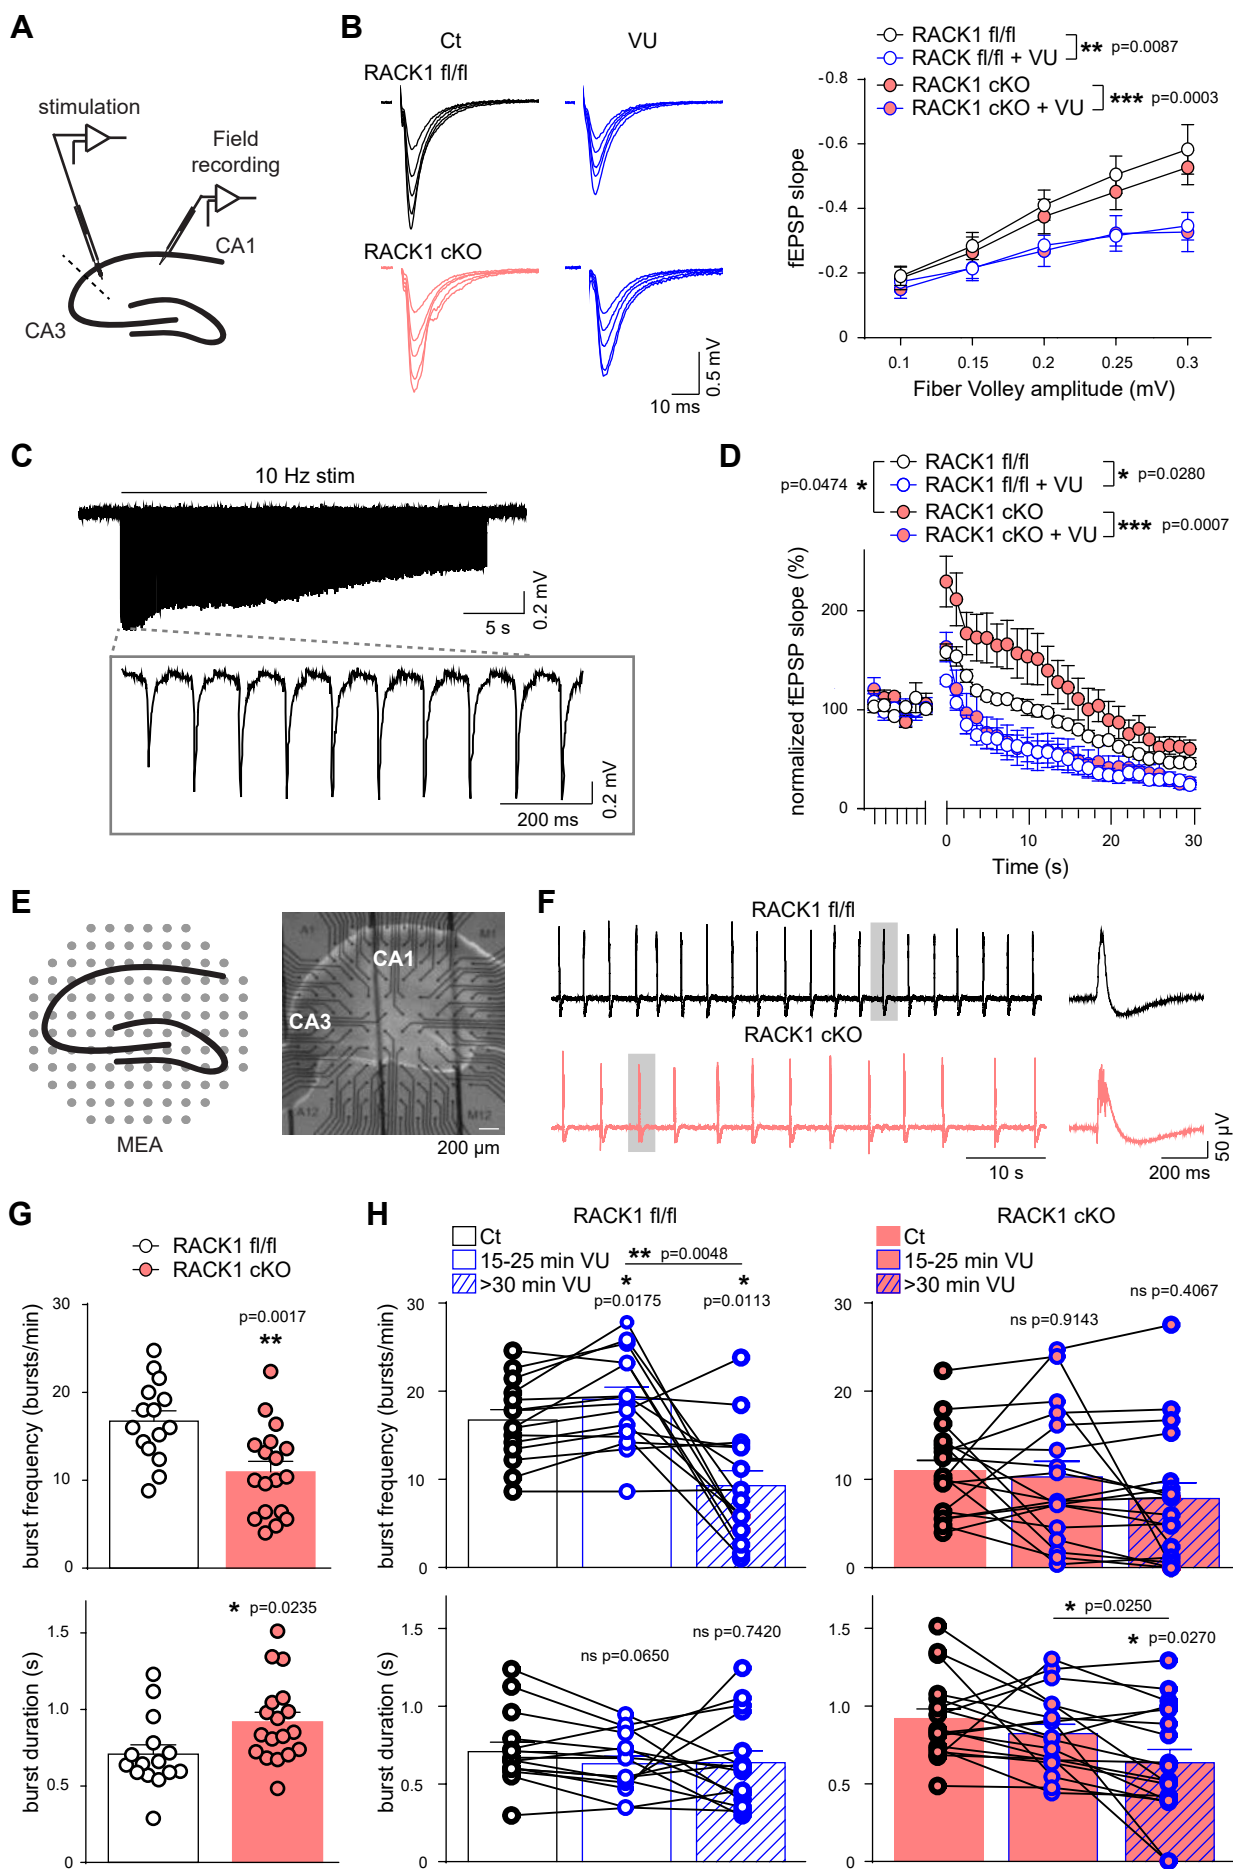 A
stimulation
Field
recording
CA1
CA3
B
Ct
VU
RACK1 fl/fl
RACK1 cKO
10 ms
0.5 mV
RACK1 fl/fl
RACK fl/fl + VU
** p=0.0087
RACK1 cKO
RACK1 cKO + VU
*** p=0.0003
fEPSP slope
-0.8
-0.6
-0.4
-0.2
0
0.1 0.15 0.2 0.25 0.3
Fiber Volley amplitude (mV)
C
10 Hz stim
5 s
0.2 mV
200 ms
0.2 mV
D
RACK1 fl/fl
RACK1 fl/fl + VU
* p=0.0280
p=0.0474 *
RACK1 cKO
RACK1 cKO + VU
*** p=0.0007
normalized fEPSP slope (%)
200
100
0
0 10 20 30
Time (s)
E
MEA
A1
M1
CA1
CA3
A12
M12
200 µm
F
RACK1 fl/fl
RACK1 cKO
10 s
200 ms
50 µV
G
RACK1 fl/fl
RACK1 cKO
burst frequency (bursts/min)
30
20
10
0
p=0.0017
**
burst duration (s)
1.5
1.0
0.5
0
* p=0.0235
H
RACK1 fl/fl
Ct
15-25 min VU
>30 min VU
** p=0.0048
* *
p=0.0175 p=0.0113
burst frequency (bursts/min)
30
20
10
0
RACK1 cKO
Ct
15-25 min VU
>30 min VU
ns p=0.4067
ns p=0.9143
30
20
10
0
burst duration (s)
1.5
1.0
0.5
0
ns p=0.7420
ns p=0.0650
1.5
1.0
0.5
0
* p=0.0250
* p=0.0270